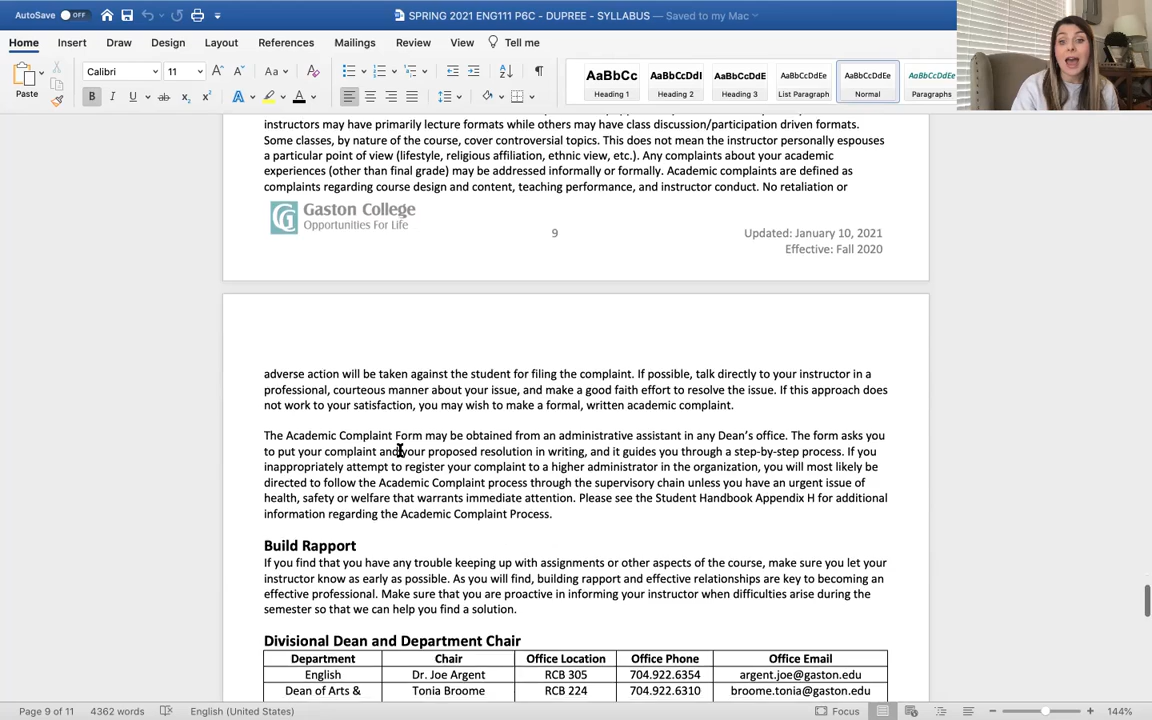 AutoSave OFF
SPRING 2021 ENG111 P6C - DUPREE - SYLLABUS — Saved to my Mac
Home Insert Draw Design Layout References Mailings Review View Tell me
Paste
Calibri 11
Aa
B I U ab x₂ x²
AaBbCc AaBbCcDdI AaBbCcDdE AaBbCcDdEe AaBbCcDdEe AaBbCcDdEe
Heading 1 Heading 2 Heading 3 List Paragraph Normal Paragraphs
instructors may have primarily lecture formats while others may have class discussion/participation driven formats.
Some classes, by nature of the course, cover controversial topics. This does not mean the instructor personally espouses
a particular point of view (lifestyle, religious affiliation, ethnic view, etc.). Any complaints about your academic
experiences (other than final grade) may be addressed informally or formally. Academic complaints are defined as
complaints regarding course design and content, teaching performance, and instructor conduct. No retaliation or
Gaston College
Opportunities For Life
9
Updated: January 10, 2021
Effective: Fall 2020
adverse action will be taken against the student for filing the complaint. If possible, talk directly to your instructor in a
professional, courteous manner about your issue, and make a good faith effort to resolve the issue. If this approach does
not work to your satisfaction, you may wish to make a formal, written academic complaint.
The Academic Complaint Form may be obtained from an administrative assistant in any Dean's office. The form asks you
to put your complaint and your proposed resolution in writing, and it guides you through a step-by-step process. If you
inappropriately attempt to register your complaint to a higher administrator in the organization, you will most likely be
directed to follow the Academic Complaint process through the supervisory chain unless you have an urgent issue of
health, safety or welfare that warrants immediate attention. Please see the Student Handbook Appendix H for additional
information regarding the Academic Complaint Process.
Build Rapport
If you find that you have any trouble keeping up with assignments or other aspects of the course, make sure you let your
instructor know as early as possible. As you will find, building rapport and effective relationships are key to becoming an
effective professional. Make sure that you are proactive in informing your instructor when difficulties arise during the
semester so that we can help you find a solution.
Divisional Dean and Department Chair
Department Chair Office Location Office Phone Office Email
English Dr. Joe Argent RCB 305 704.922.6354 argent.joe@gaston.edu
Dean of Arts & Tonia Broome RCB 224 704.922.6310 broome.tonia@gaston.edu
Page 9 of 11 4362 words English (United States) Focus 144%